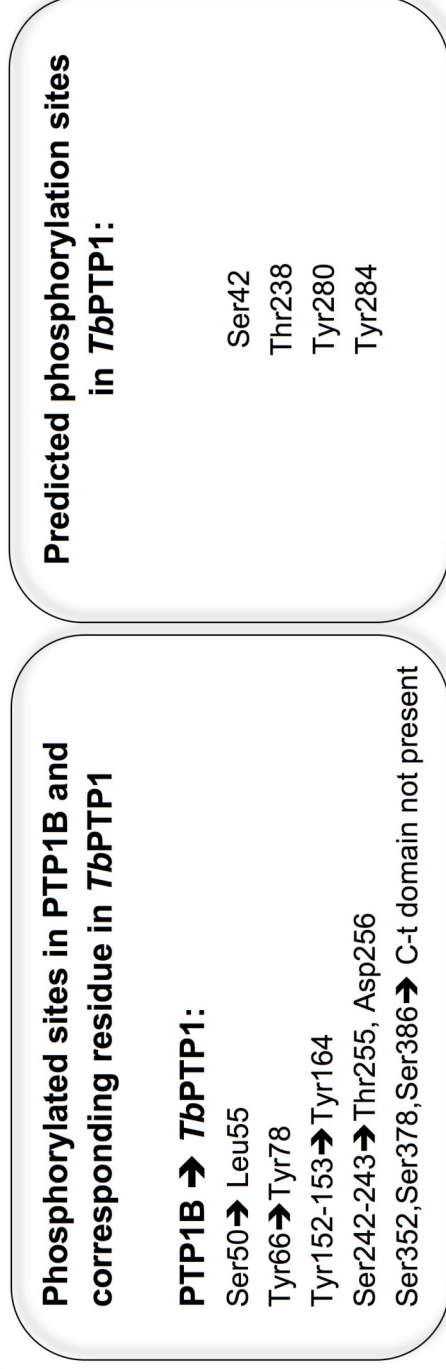 Phosphorylated sites in PTP1B and
corresponding residue in TbPTP1
PTP1B ➔ TbPTP1:
Ser50➔ Leu55
Tyr66➔Tyr78
Tyr152-153➔Tyr164
Ser242-243➔Thr255, Asp256
Ser352,Ser378,Ser386➔ C-t domain not present
Predicted phosphorylation sites
in TbPTP1:
Ser42
Thr238
Tyr280
Tyr284